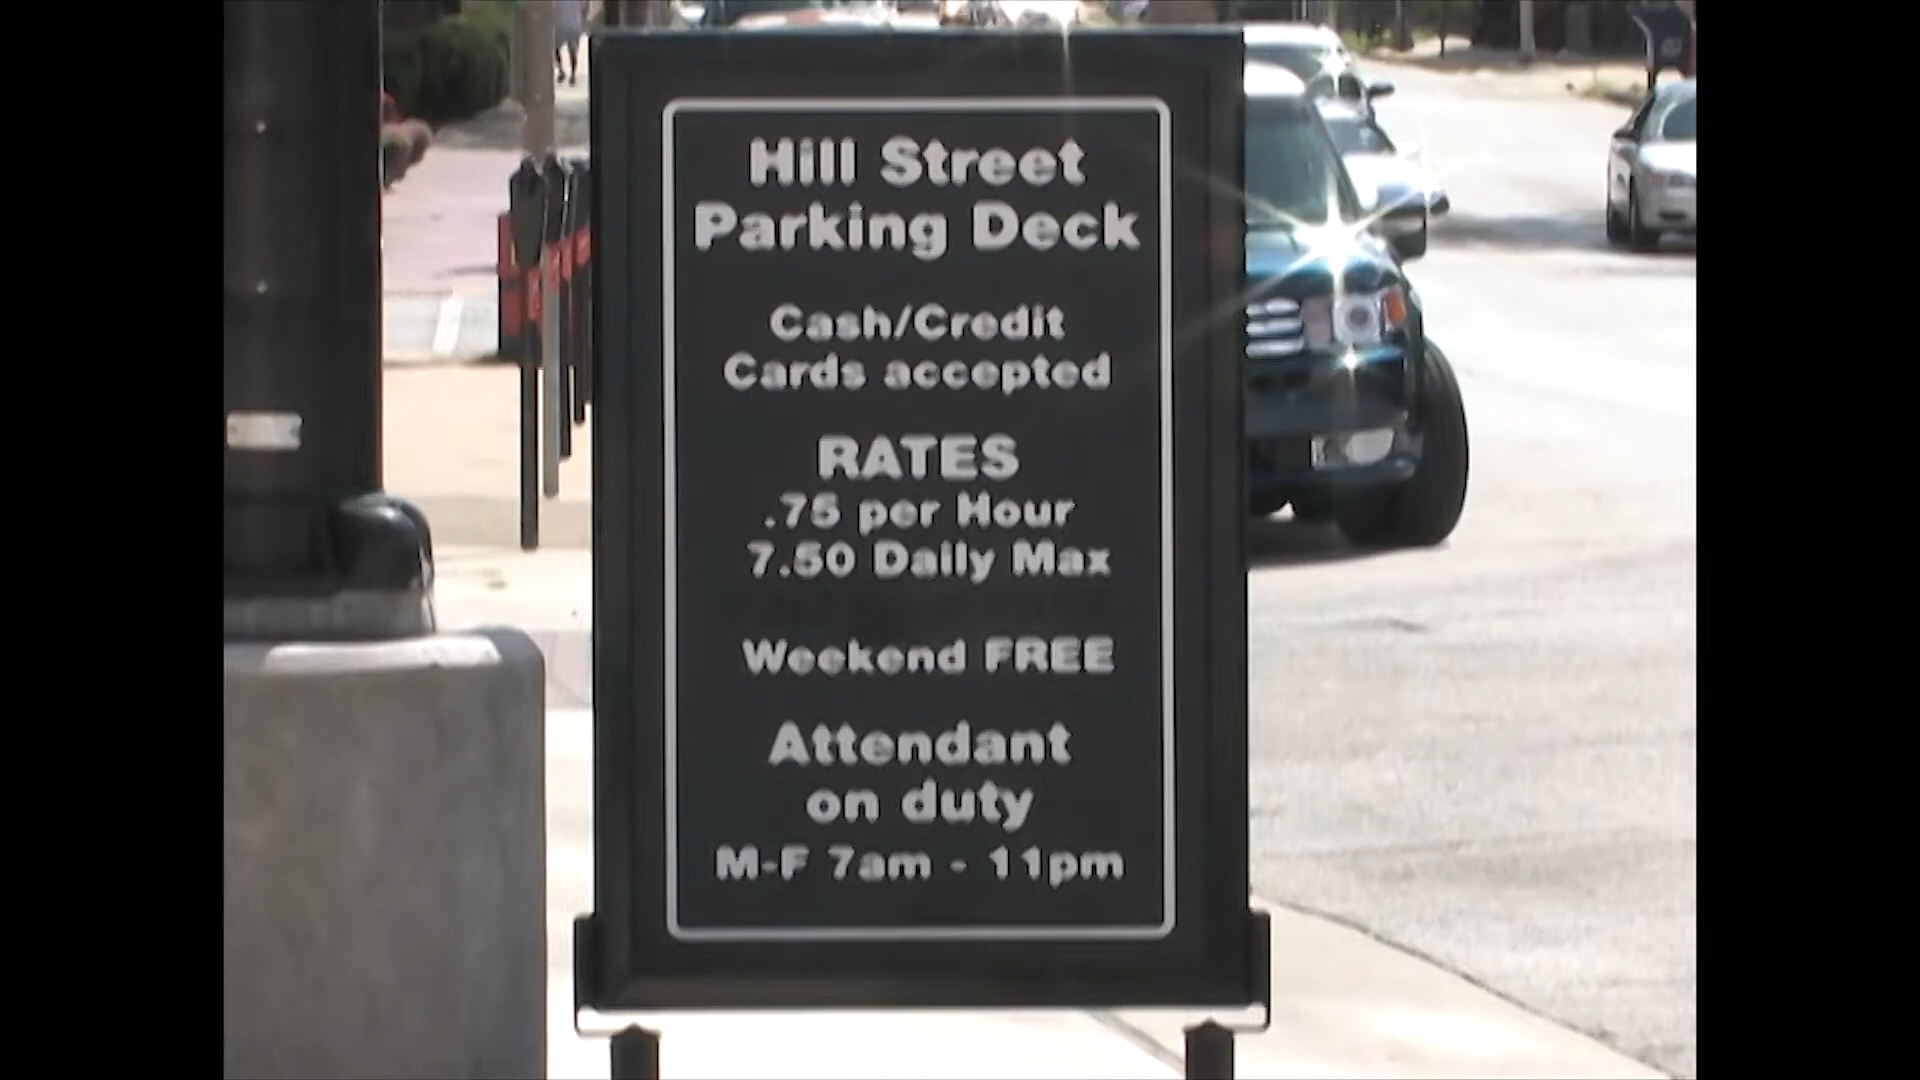 Hill Street
Parking Deck
Cash/Credit
Cards accepted
RATES
.75 per Hour
7.50 Daily Max
Weekend FREE
Attendant
on duty
M-F 7am - 11pm